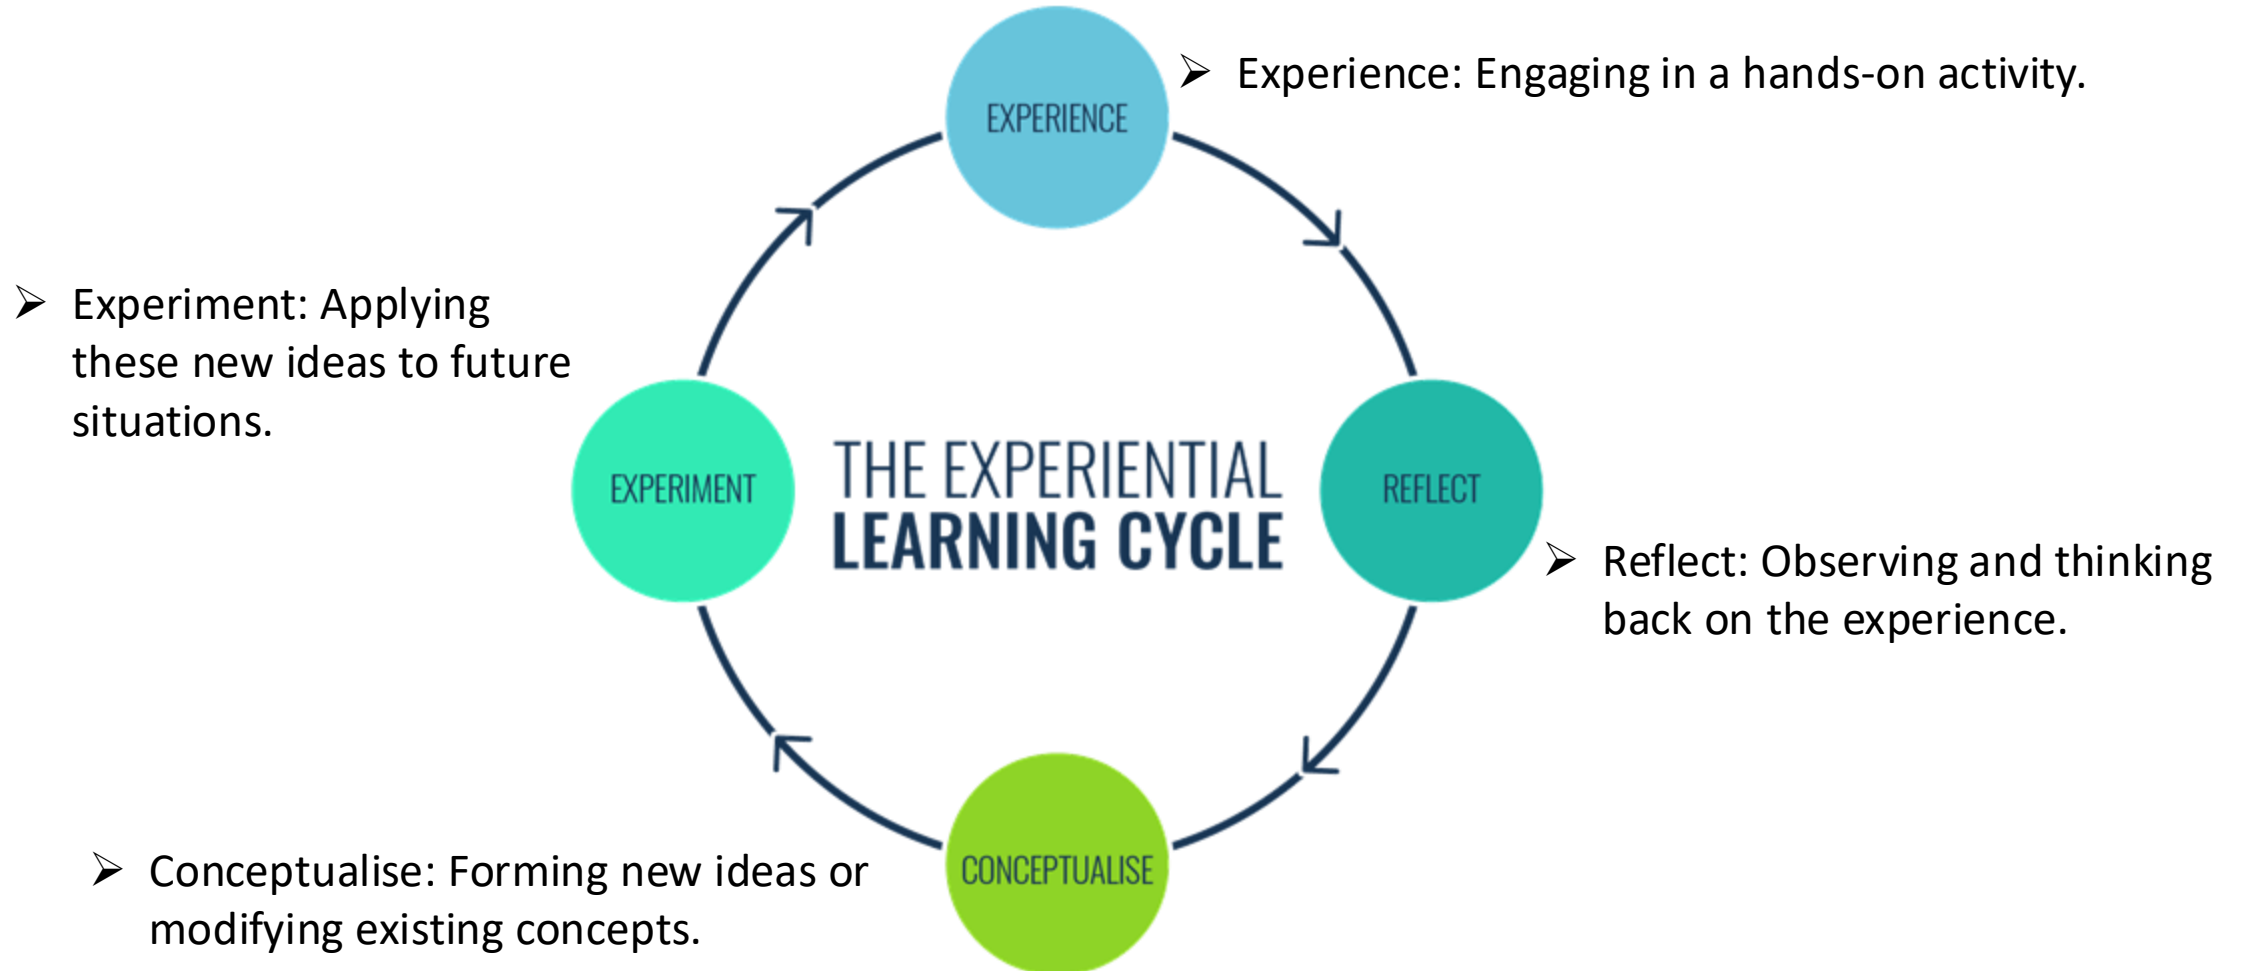 EXPERIENCE
➢ Experience: Engaging in a hands-on activity.
➢ Experiment: Applying
these new ideas to future
situations.
EXPERIMENT
THE EXPERIENTIAL
LEARNING CYCLE
REFLECT
➢ Reflect: Observing and thinking
back on the experience.
CONCEPTUALISE
➢ Conceptualise: Forming new ideas or
modifying existing concepts.